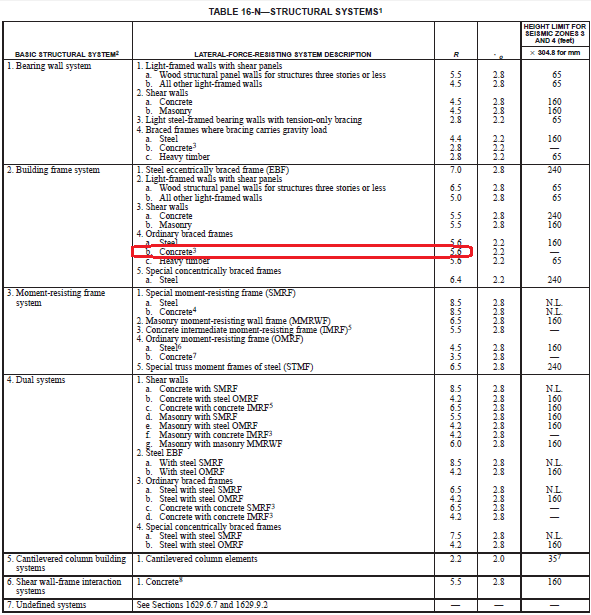 TABLE 16-N—STRUCTURAL SYSTEMS1
HEIGHT LIMIT FOR
SEISMIC ZONES 3
AND 4 (feet)
BASIC STRUCTURAL SYSTEM2 LATERAL-FORCE-RESISTING SYSTEM DESCRIPTION R o × 304.8 for mm
1. Bearing wall system 1. Light-framed walls with shear panels
a. Wood structural panel walls for structures three stories or less 5.5 2.8 65
b. All other light-framed walls 4.5 2.8 65
2. Shear walls
a. Concrete 4.5 2.8 160
b. Masonry 4.5 2.8 160
3. Light steel-framed bearing walls with tension-only bracing 2.8 2.2 65
4. Braced frames where bracing carries gravity load
a. Steel 4.4 2.2 160
b. Concrete3 2.8 2.2 —
c. Heavy timber 2.8 2.2 65
2. Building frame system 1. Steel eccentrically braced frame (EBF) 7.0 2.8 240
2. Light-framed walls with shear panels
a. Wood structural panel walls for structures three stories or less 6.5 2.8 65
b. All other light-framed walls 5.0 2.8 65
3. Shear walls
a. Concrete 5.5 2.8 240
b. Masonry 5.5 2.8 160
4. Ordinary braced frames
a. Steel 5.6 2.2 160
b. Concrete3 5.6 2.2 —
c. Heavy timber 5.6 2.2 65
5. Special concentrically braced frames
a. Steel 6.4 2.2 240
3. Moment-resisting frame 1. Special moment-resisting frame (SMRF)
system a. Steel 8.5 2.8 N.L.
b. Concrete4 8.5 2.8 N.L.
2. Masonry moment-resisting wall frame (MMRWF) 6.5 2.8 160
3. Concrete intermediate moment-resisting frame (IMRF)5 5.5 2.8 —
4. Ordinary moment-resisting frame (OMRF)
a. Steel6 4.5 2.8 160
b. Concrete7 3.5 2.8 —
5. Special truss moment frames of steel (STMF) 6.5 2.8 240
4. Dual systems 1. Shear walls
a. Concrete with SMRF 8.5 2.8 N.L.
b. Concrete with steel OMRF 4.2 2.8 160
c. Concrete with concrete IMRF5 6.5 2.8 160
d. Masonry with SMRF 5.5 2.8 160
e. Masonry with steel OMRF 4.2 2.8 160
f. Masonry with concrete IMRF3 4.2 2.8 —
g. Masonry with masonry MMRWF 6.0 2.8 160
2. Steel EBF
a. With steel SMRF 8.5 2.8 N.L.
b. With steel OMRF 4.2 2.8 160
3. Ordinary braced frames
a. Steel with steel SMRF 6.5 2.8 N.L.
b. Steel with steel OMRF 4.2 2.8 160
c. Concrete with concrete SMRF3 6.5 2.8 —
d. Concrete with concrete IMRF3 4.2 2.8 —
4. Special concentrically braced frames
a. Steel with steel SMRF 7.5 2.8 N.L.
b. Steel with steel OMRF 4.2 2.8 160
5. Cantilevered column building 1. Cantilevered column elements 2.2 2.0 357
systems
6. Shear wall-frame interaction 1. Concrete8 5.5 2.8 160
systems
7. Undefined systems See Sections 1629.6.7 and 1629.9.2 — — —